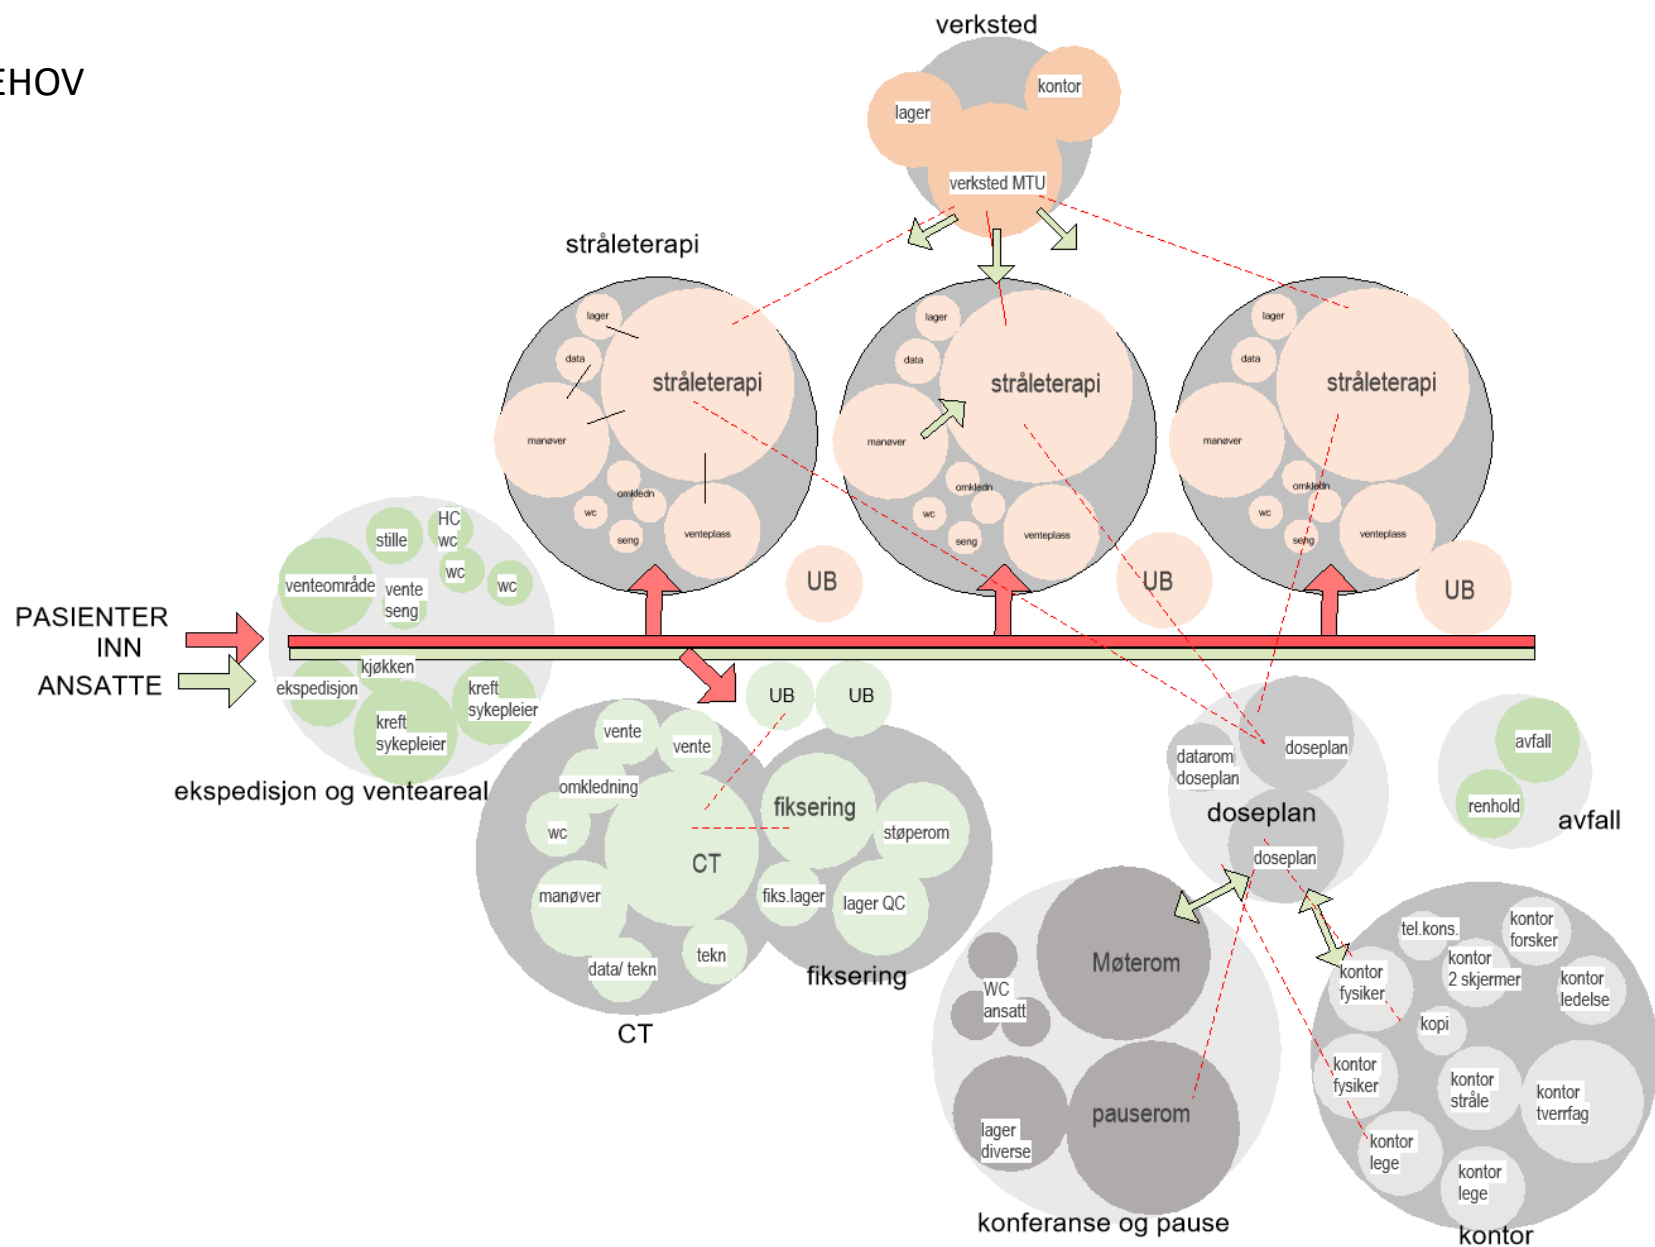 EHOV
verksted
lager
kontor
verksted MTU
stråleterapi
lager
data
stråleterapi
manøver
omkledn
wc
seng
venteplass
lager
data
stråleterapi
manøver
omkledn
wc
seng
venteplass
lager
data
stråleterapi
manøver
omkledn
wc
seng
venteplass
UB
UB
UB
PASIENTER
INN
ANSATTE
stille
HC
wc
wc
wc
venteområde
vente
seng
kjøkken
ekspedisjon
kreft
sykepleier
kreft
sykepleier
ekspedisjon og venteareal
UB
UB
vente
vente
omkledning
wc
CT
manøver
data/ tekn
tekn
CT
fiksering
støperom
fiks.lager
lager QC
fiksering
doseplan
datarom
doseplan
doseplan
doseplan
avfall
renhold
avfall
Møterom
WC
ansatt
pauserom
lager
diverse
konferanse og pause
tel.kons.
kontor
forsker
kontor
2 skjermer
kontor
fysiker
kontor
ledelse
kopi
kontor
fysiker
kontor
stråle
kontor
tverrfag
kontor
lege
kontor
lege
kontor